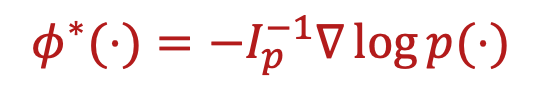 ϕ*(·) = −I_p^{−1}∇ log p(·)